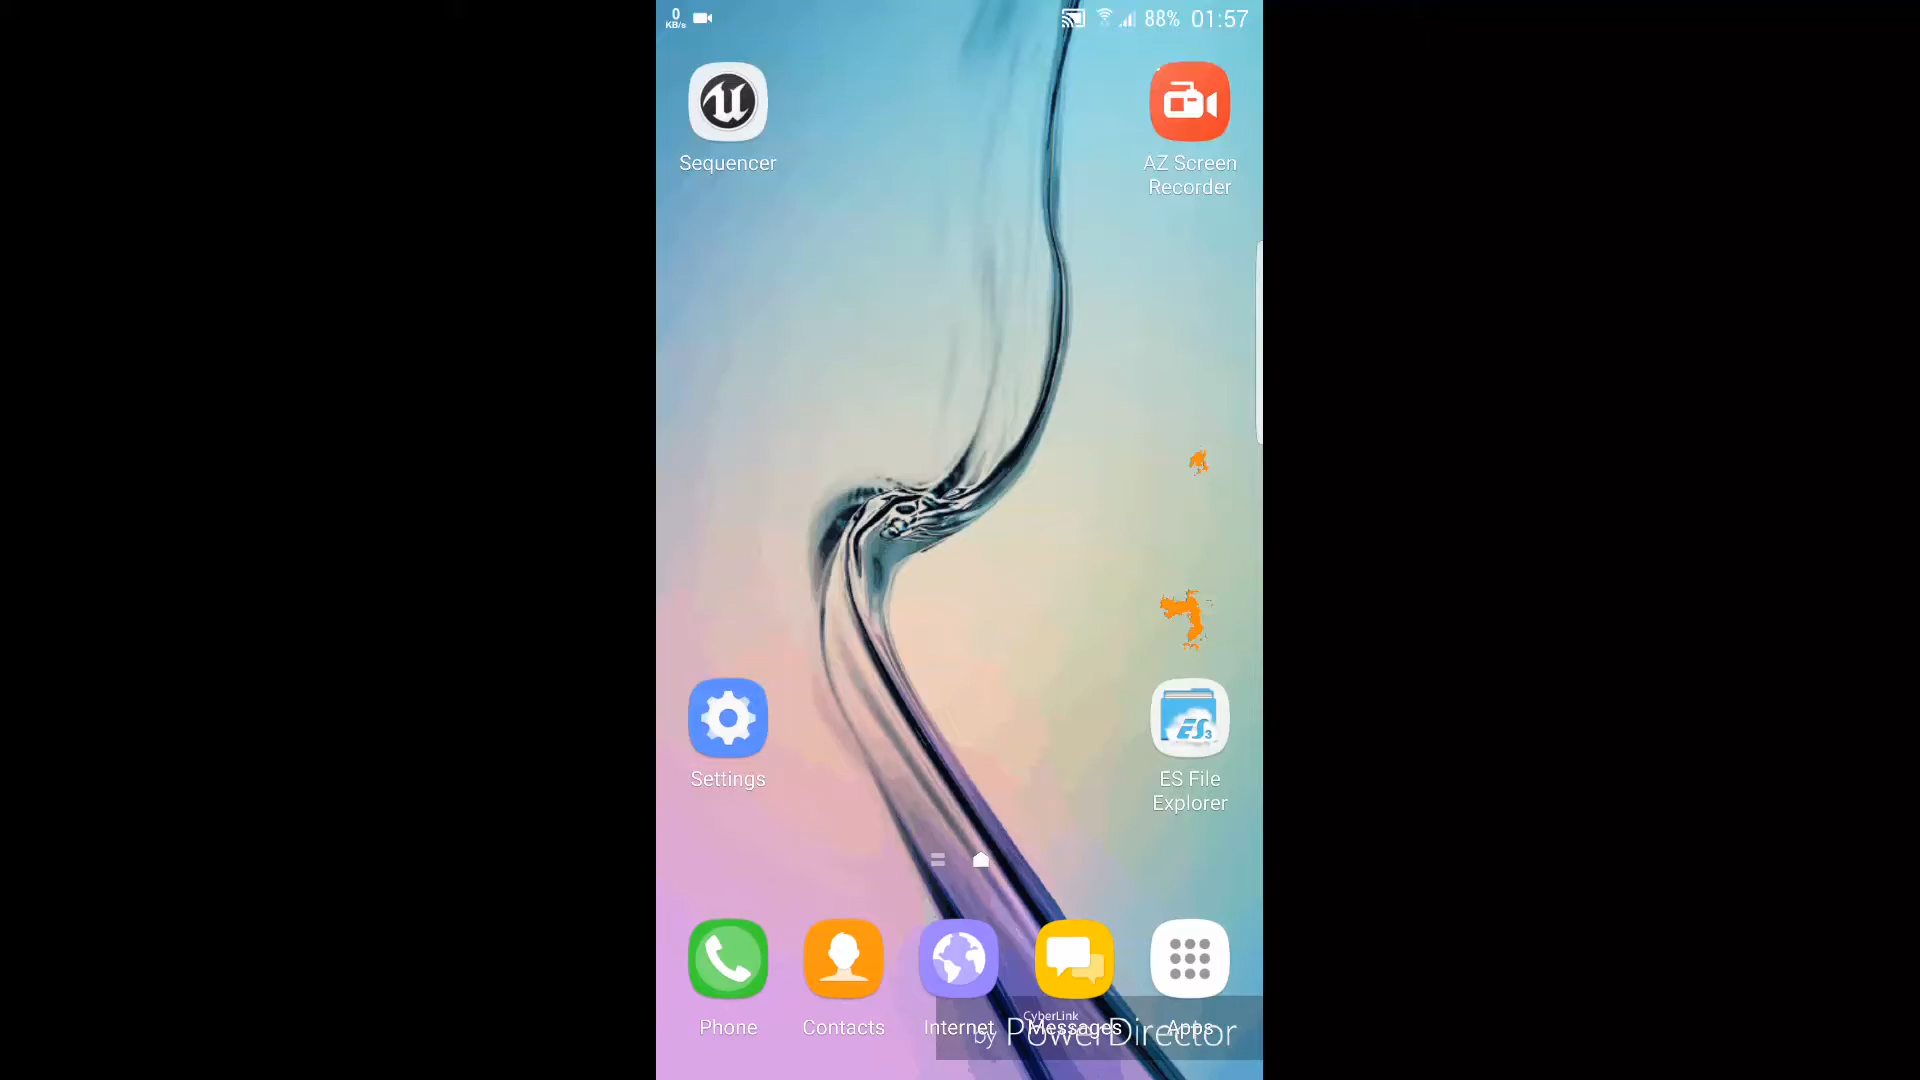 0
KB/s
88% 01:57
Sequencer
AZ Screen
Recorder
Settings
ES3
ES File
Explorer
Phone
Contacts
Internet
Messages
Apps
CyberLink
by PowerDirector